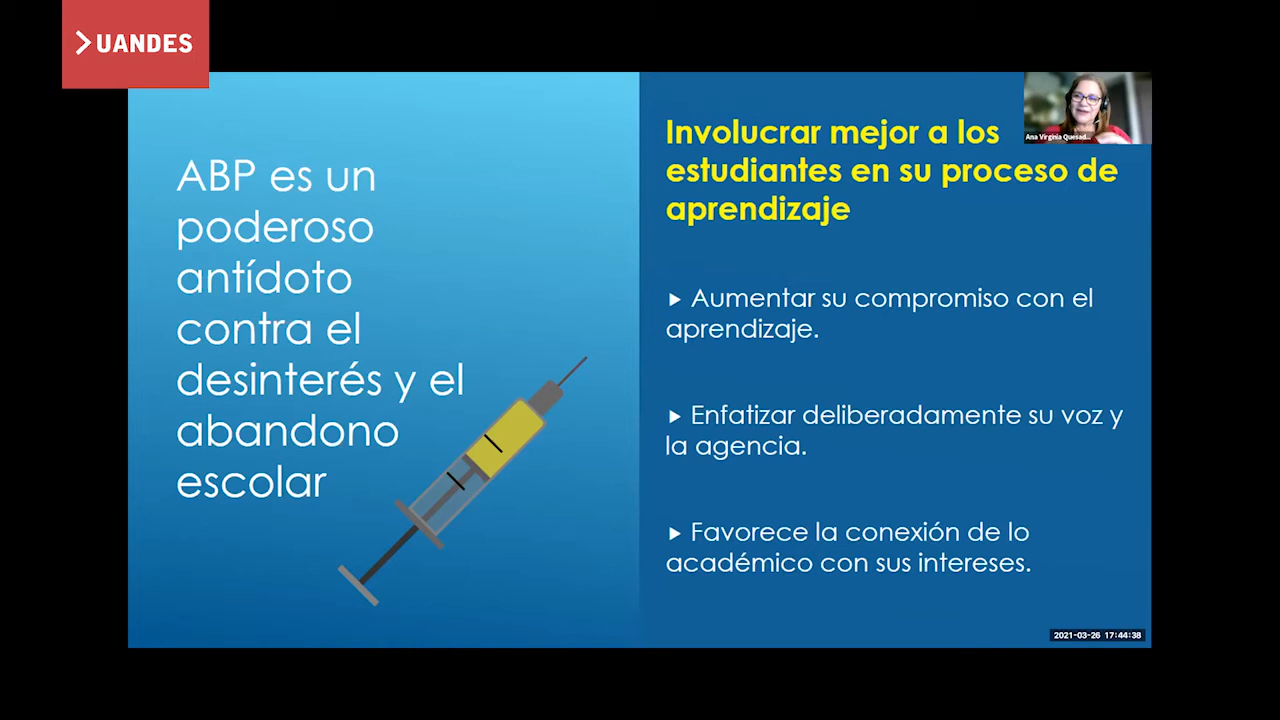 UANDES
ABP es un
poderoso
antídoto
contra el
desinterés y el
abandono
escolar
Involucrar mejor a los
estudiantes en su proceso de
aprendizaje
Ana Virginia Quesad...
▶ Aumentar su compromiso con el
aprendizaje.
▶ Enfatizar deliberadamente su voz y
la agencia.
▶ Favorece la conexión de lo
académico con sus intereses.
2021-03-26 17:44:38